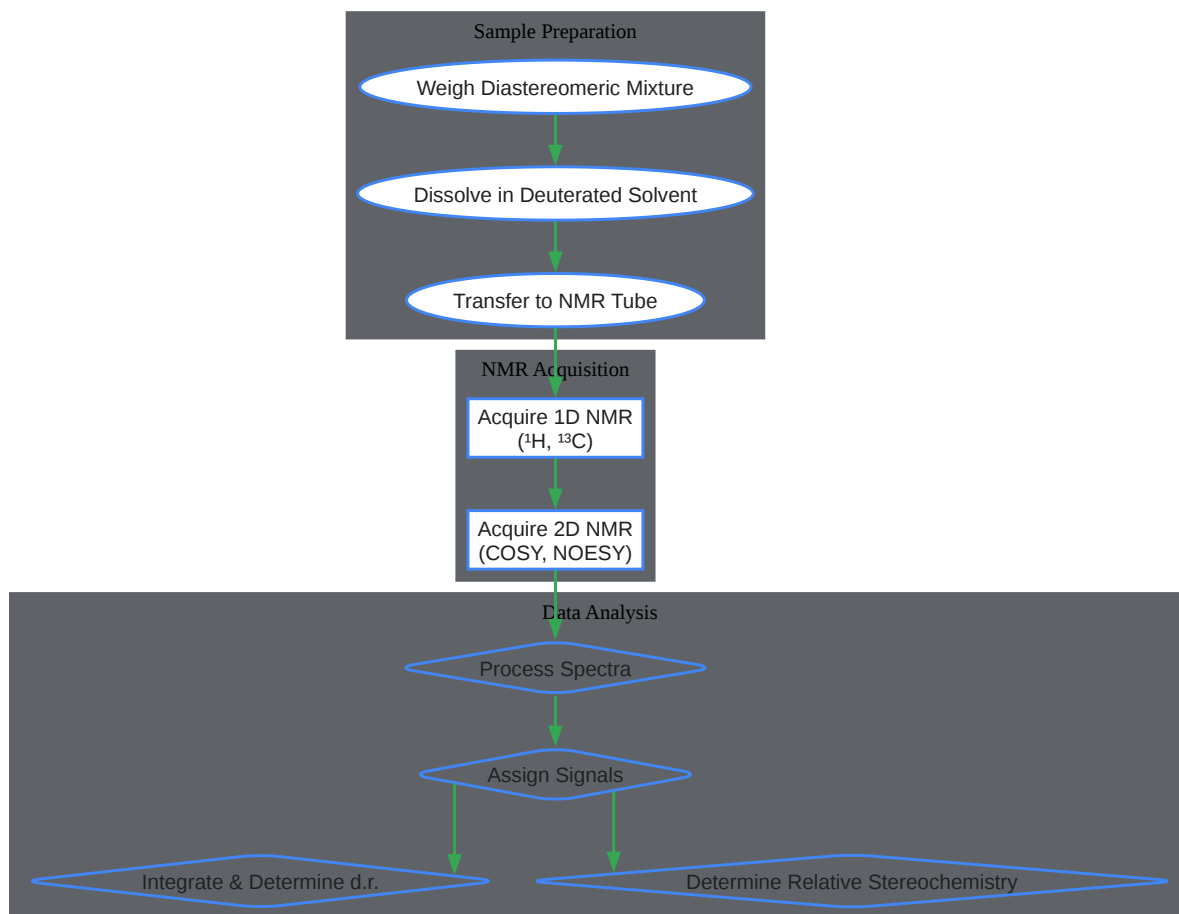 Sample Preparation
Weigh Diastereomeric Mixture
Dissolve in Deuterated Solvent
Transfer to NMR Tube
NMR Acquisition
Acquire 1D NMR
(¹H, ¹³C)
Acquire 2D NMR
(COSY, NOESY)
Data Analysis
Process Spectra
Assign Signals
Integrate & Determine d.r.
Determine Relative Stereochemistry